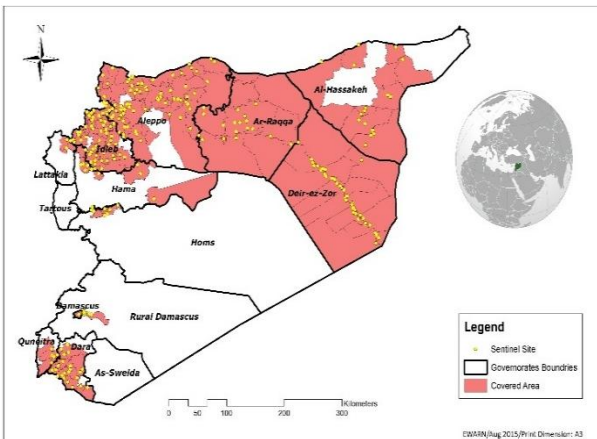 N
Al-Hassakeh
Aleppo
Ar-Raqqa
Idleb
Lattakia
Hama
Deir-ez-Zor
Tartous
Homs
Damascus
Rural Damascus
Quneitra
Dara
As-Sweida
Legend
Sentinel Site
Governorates Boundries
Covered Area
Kilometers
0 50 100 200 300
EWARN/Aug 2015/Print Dimension: A3